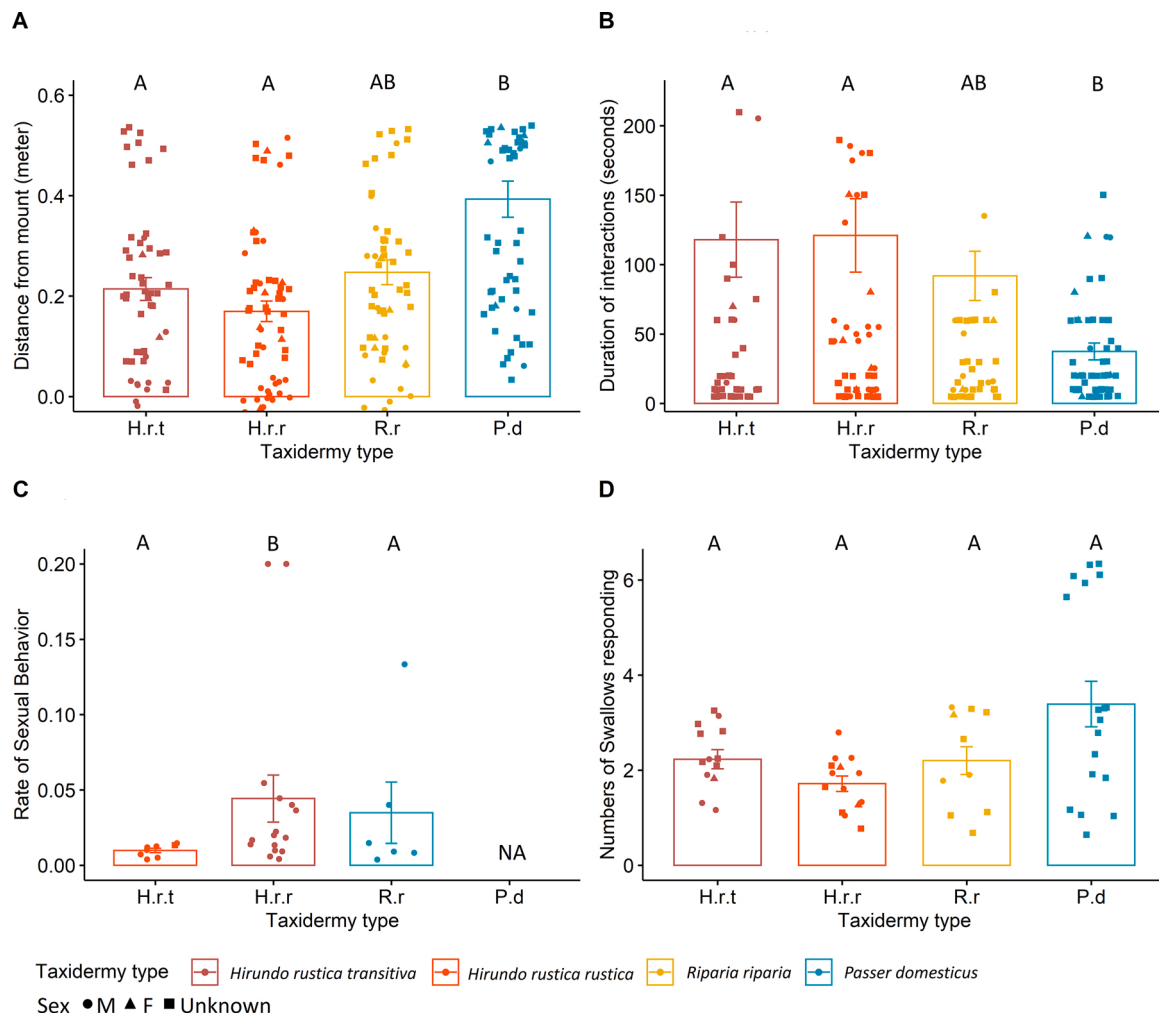 A
A A AB B
Distance from mount (meter)
0.6
0.4
0.2
0.0
H.r.t H.r.r R.r P.d
Taxidermy type
B
A A AB B
Duration of interactions (seconds)
200
150
100
50
0
H.r.t H.r.r R.r P.d
Taxidermy type
C
A B A
Rate of Sexual Behavior
0.20
0.15
0.10
0.05
0.00
NA
H.r.t H.r.r R.r P.d
Taxidermy type
D
A A A A
Numbers of Swallows responding
6
4
2
0
H.r.t H.r.r R.r P.d
Taxidermy type
Taxidermy type Hirundo rustica transitiva Hirundo rustica rustica Riparia riparia Passer domesticus
Sex M F Unknown